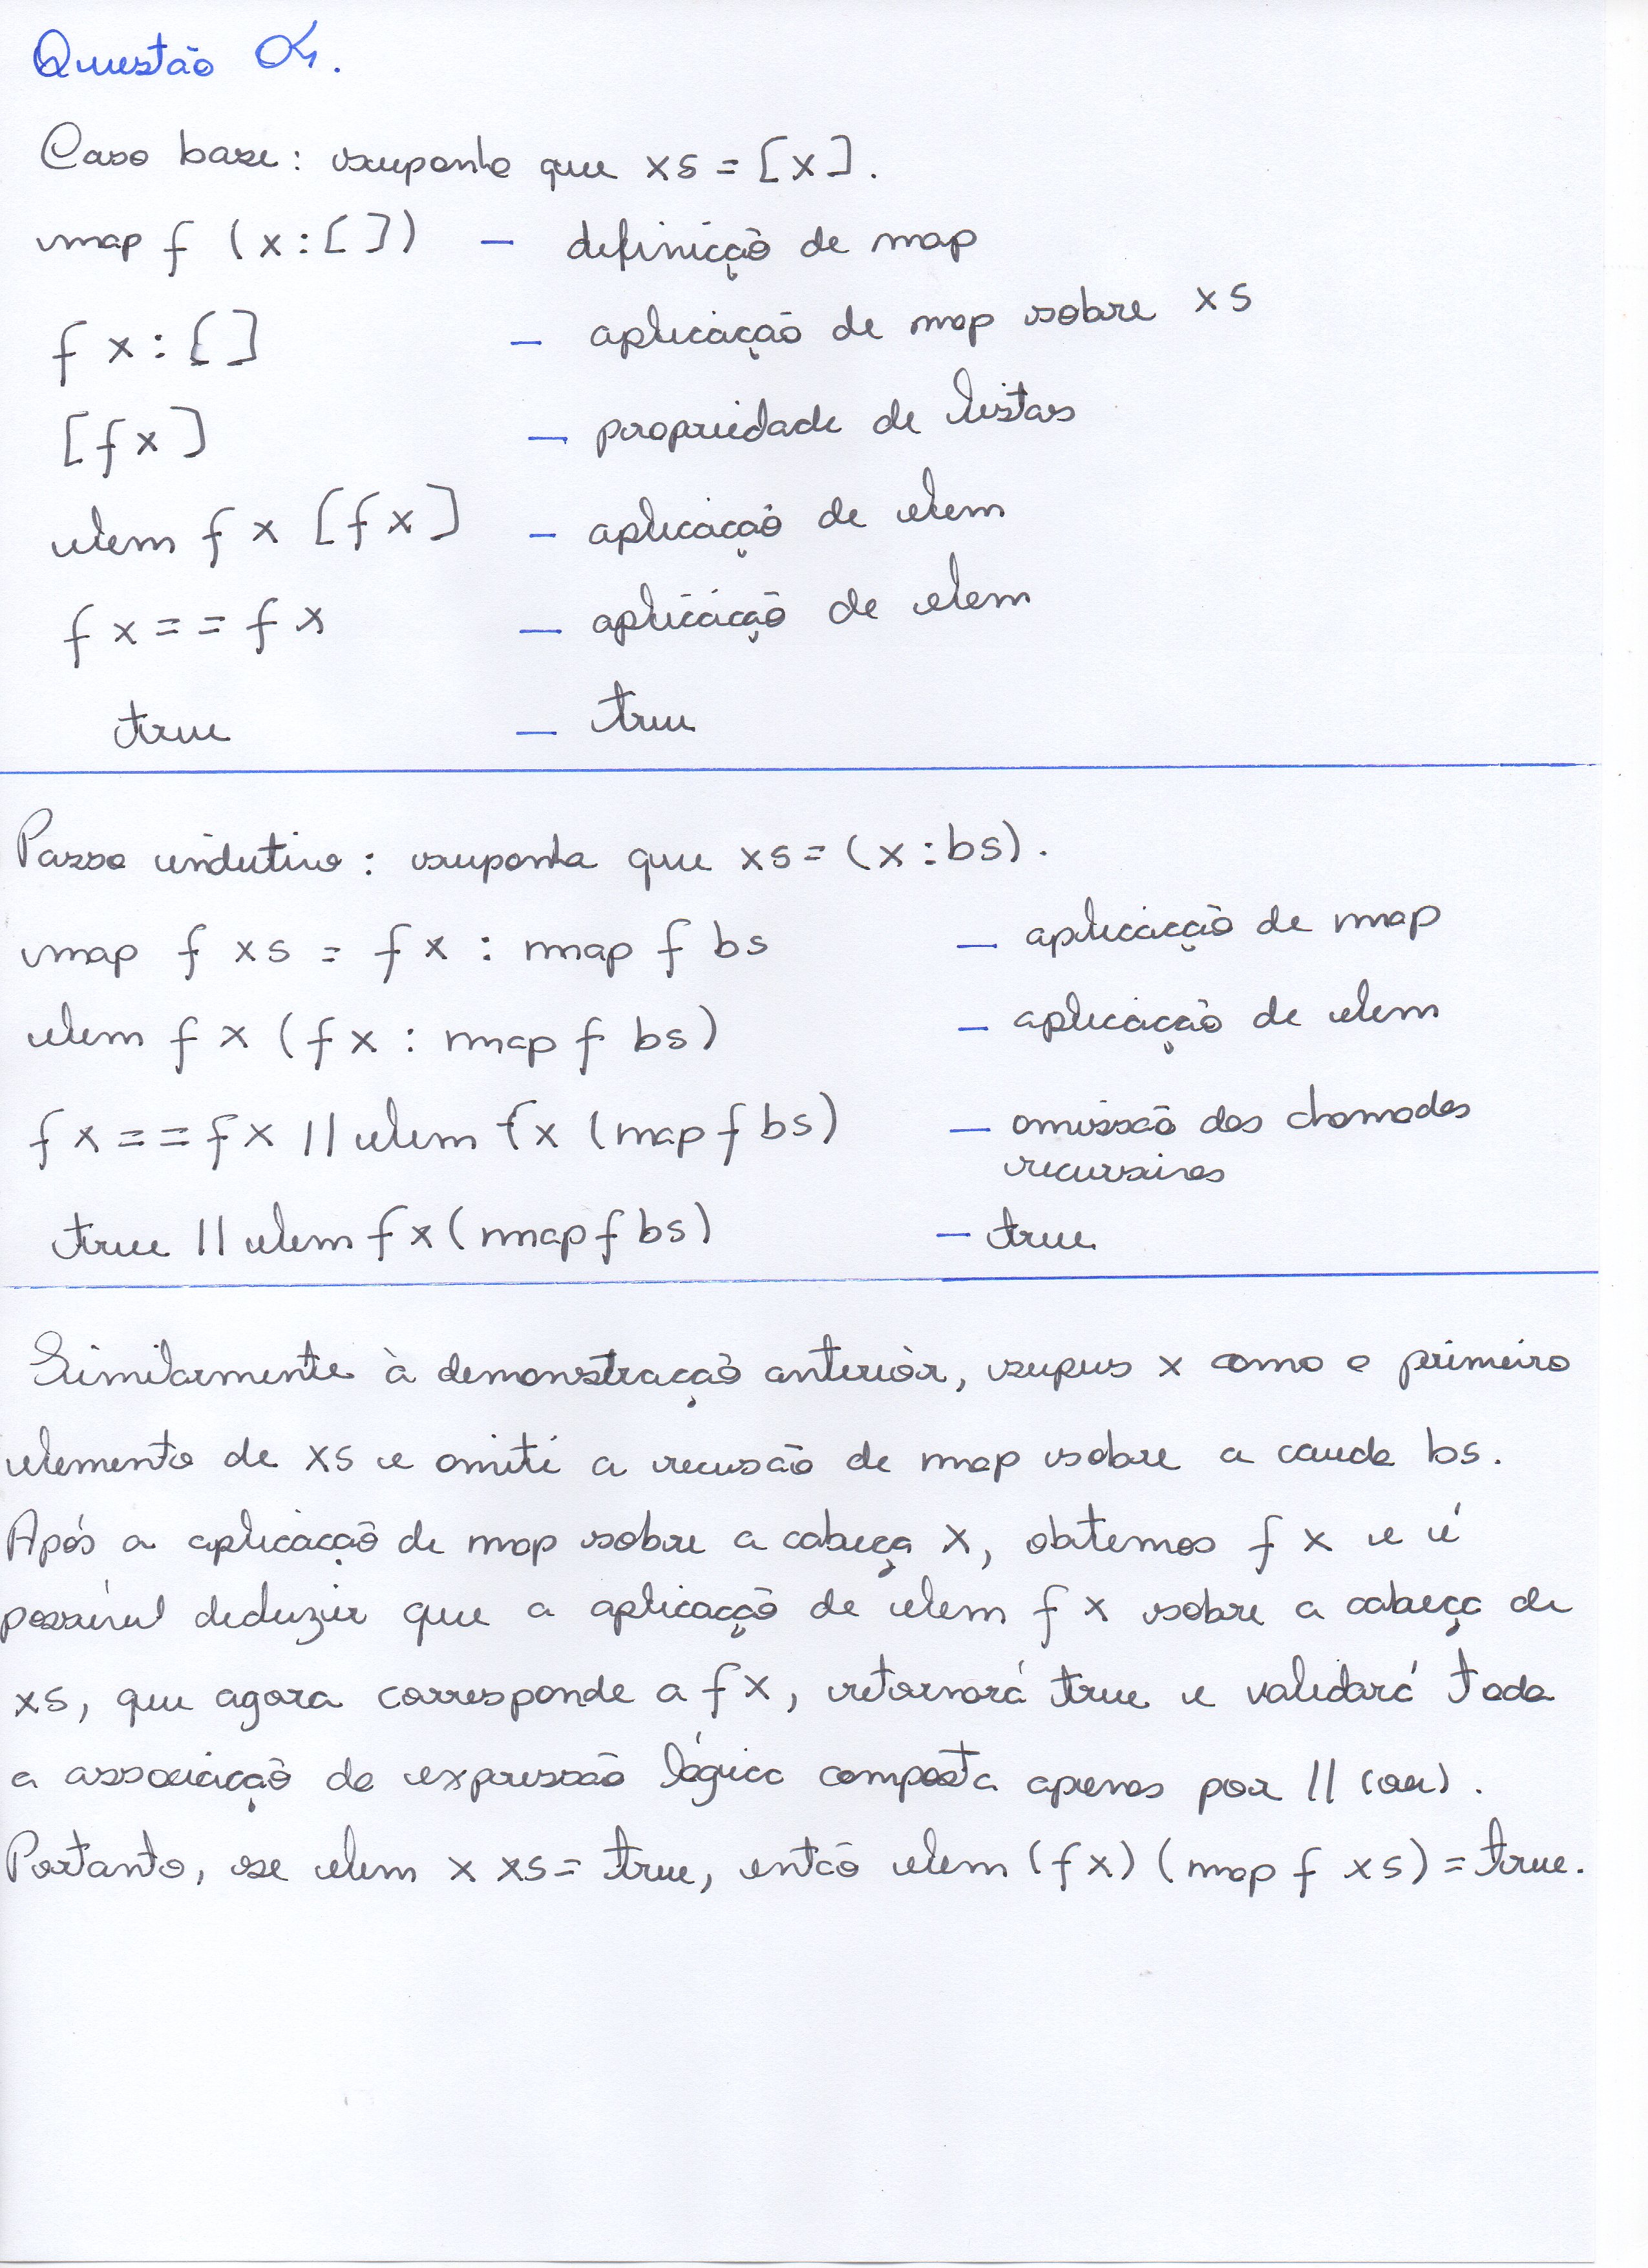 Questão 04.
Caso base: suponha que xs = [x].
map f (x:[]) - definição de map
f x:[] - aplicação de map sobre xs
[f x] - propriedade de listas
elem f x [f x] - aplicação de elem
f x == f x - aplicação de elem
true - true
Passo indutivo: suponha que xs = (x:bs).
map f xs = f x : map f bs - aplicação de map
elem f x (f x : map f bs) - aplicação de elem
f x == f x || elem f x (map f bs) - omissão das chamadas
recursivas
true || elem f x (map f bs) - true
Similarmente à demonstração anterior, supus x como o primeiro
elemento de xs e omiti a recusão de map sobre a cauda bs.
Após a aplicação de map sobre a cabeça x, obtemos f x e é
possível deduzir que a aplicação de elem f x sobre a cabeça de
xs, que agora corresponde a f x, retornará true e validará toda
a associação da expressão lógica composta apenas por || (ou).
Portanto, se elem x xs = true, então elem (f x) (map f xs) = true.